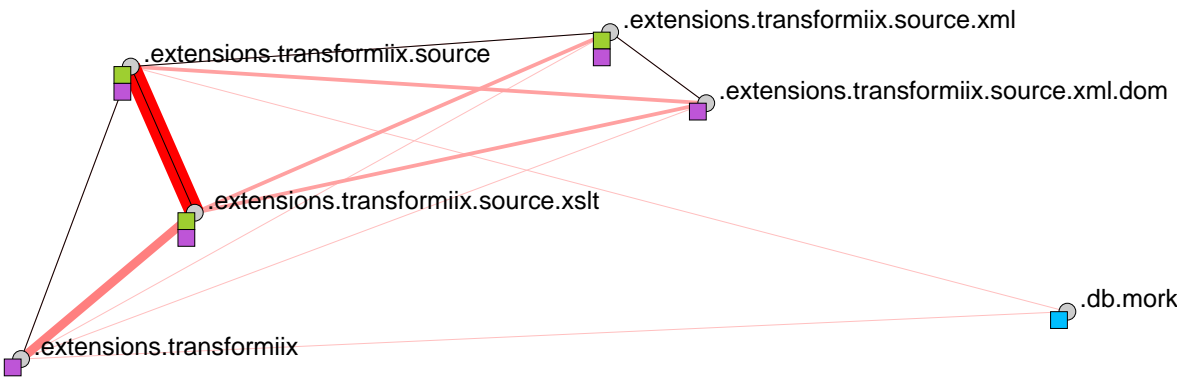 .extensions.transformiix.source.xml
.extensions.transformiix.source
.extensions.transformiix.source.xml.dom
.extensions.transformiix.source.xslt
.db.mork
.extensions.transformiix